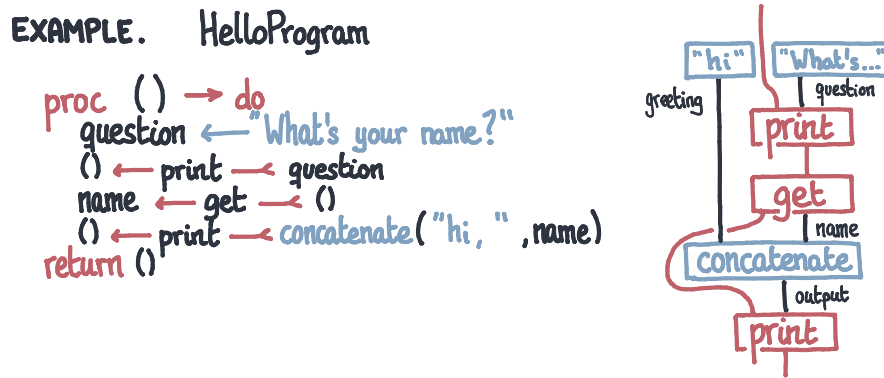 EXAMPLE. HelloProgram
proc () → do
question ← "What's your name?"
() ← print —< question
name ← get —< ()
() ← print —< concatenate("hi, ", name)
return ()
"hi" "What's..."
greeting question
print
get
name
concatenate
output
print